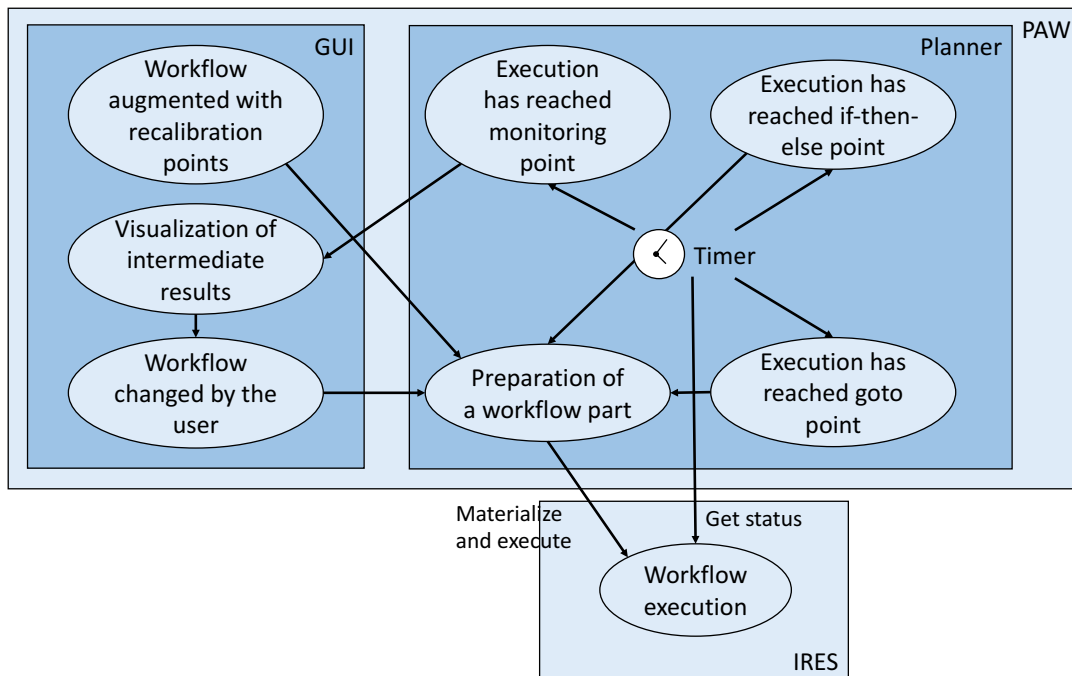 PAW
GUI
Workflow
augmented with
recalibration
points
Visualization of
intermediate
results
Workflow
changed by the
user
Planner
Execution
has reached
monitoring
point
Execution has
reached if-then-
else point
Timer
Preparation of
a workflow part
Execution has
reached goto
point
Materialize
and execute
Get status
Workflow
execution
IRES